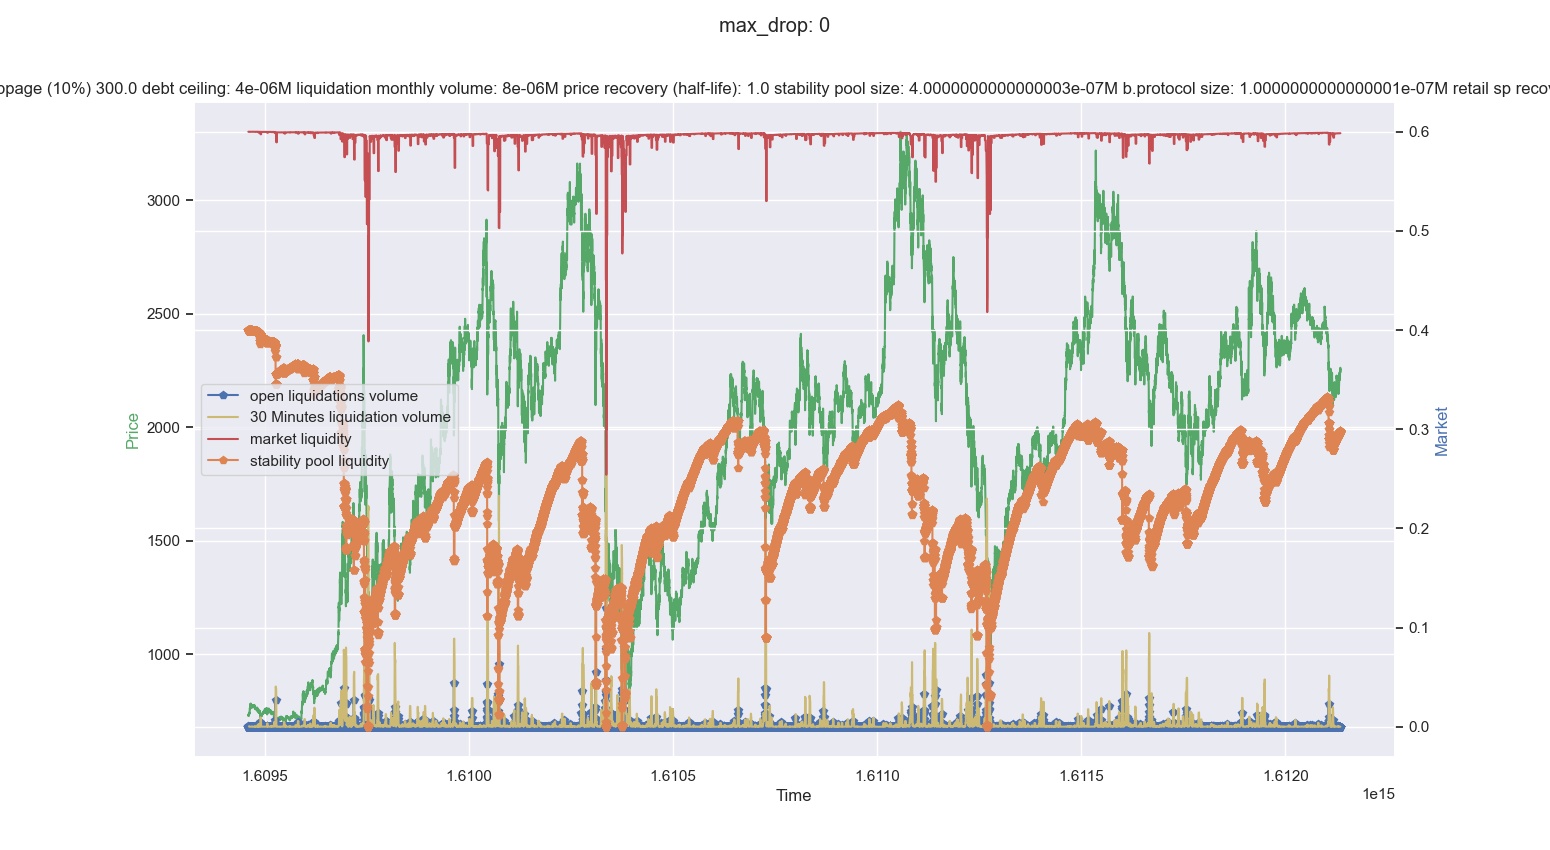 max_drop: 0
opage (10%) 300.0 debt ceiling: 4e-06M liquidation monthly volume: 8e-06M price recovery (half-life): 1.0 stability pool size: 4.0000000000000003e-07M b.protocol size: 1.0000000000000001e-07M retail sp recov
3000
2500
2000
1500
1000
Price
open liquidations volume
30 Minutes liquidation volume
market liquidity
stability pool liquidity
0.6
0.5
0.4
0.3
0.2
0.1
0.0
Market
1.6095
1.6100
1.6105
1.6110
1.6115
1.6120
Time
1e15